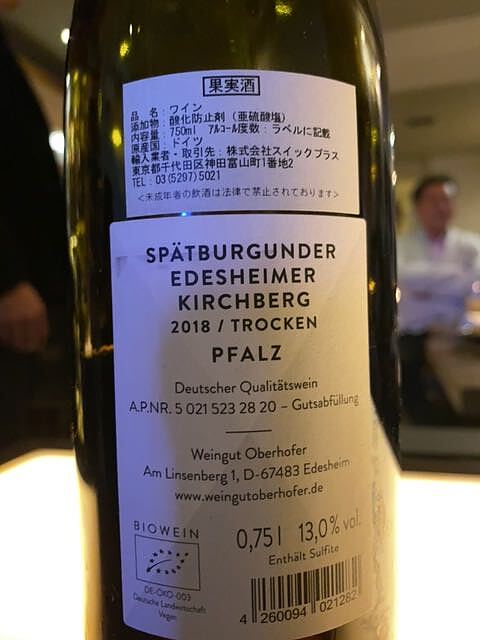 果実酒
品　名：ワイン
添加物：酸化防止剤（亜硫酸塩）
内容量：750ml　アルコール度数：ラベルに記載
原産国：ドイツ
輸入業者・取引先：株式会社スイックプラス
東京都千代田区神田富山町1番地2
TEL：03(5297)5021
<未成年者の飲酒は法律で禁止されております>
SPÄTBURGUNDER
EDESHEIMER
KIRCHBERG
2018 / TROCKEN
PFALZ
Deutscher Qualitätswein
A.P.NR. 5 021 523 28 20 – Gutsabfüllung
Weingut Oberhofer
Am Linsenberg 1, D-67483 Edesheim
www.weingutoberhofer.de
BIOWEIN
0,75 l 13,0% vol.
Enthält Sulfite
DE-ÖKO-003
Deutsche Landwirtschaft
Vegan
4 260094 021282